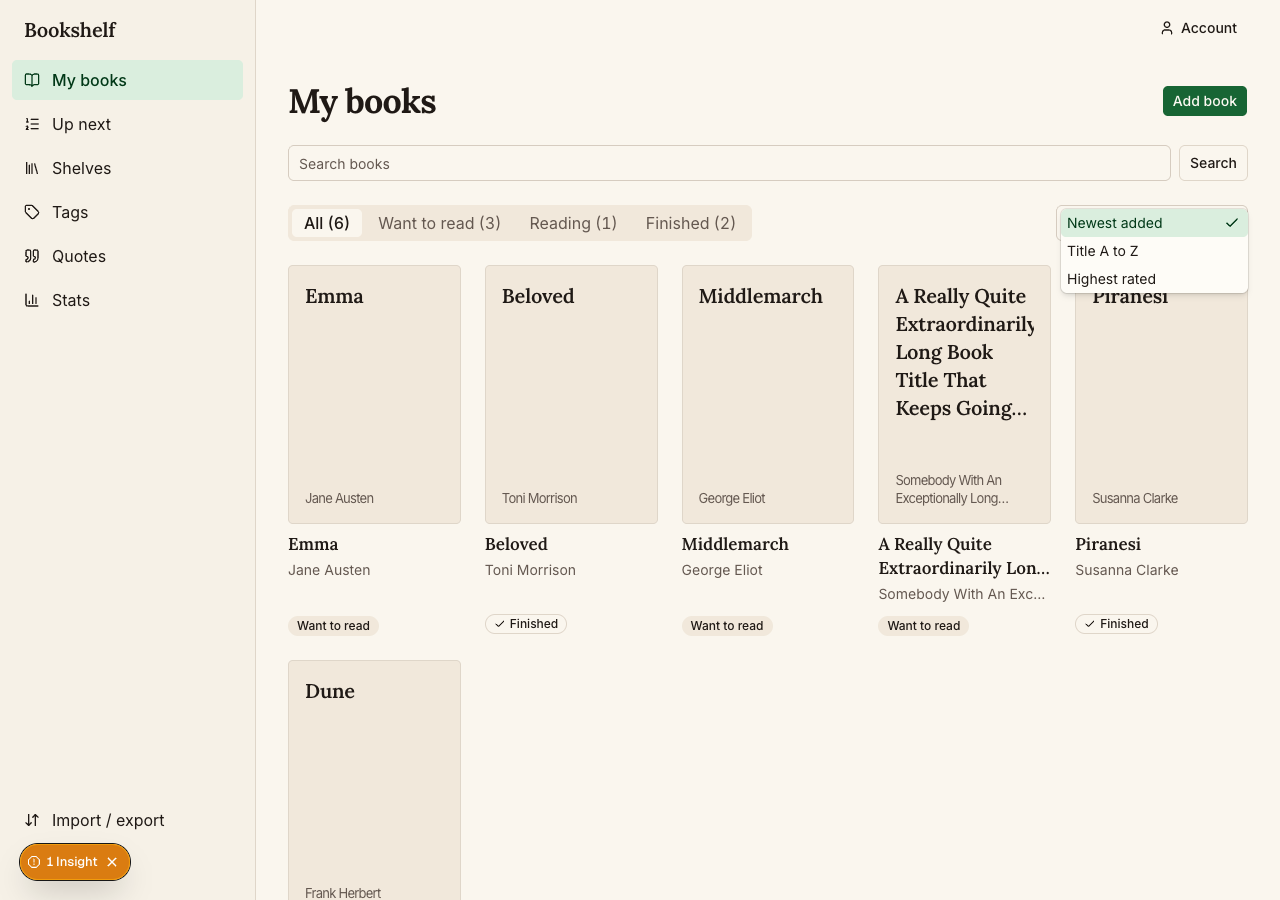 Bookshelf
Account
My books
Up next
Shelves
Tags
Quotes
Stats
Import / export
1 Insight
My books
Add book
Search books
Search
All (6)
Want to read (3)
Reading (1)
Finished (2)
Newest added
Title A to Z
Highest rated
Emma
Jane Austen
Emma
Jane Austen
Want to read
Beloved
Toni Morrison
Beloved
Toni Morrison
Finished
Middlemarch
George Eliot
Middlemarch
George Eliot
Want to read
A Really Quite
Extraordinarily
Long Book
Title That
Keeps Going…
Somebody With An
Exceptionally Long…
A Really Quite
Extraordinarily Lon…
Somebody With An Exc…
Want to read
Piranesi
Susanna Clarke
Piranesi
Susanna Clarke
Finished
Dune
Frank Herbert